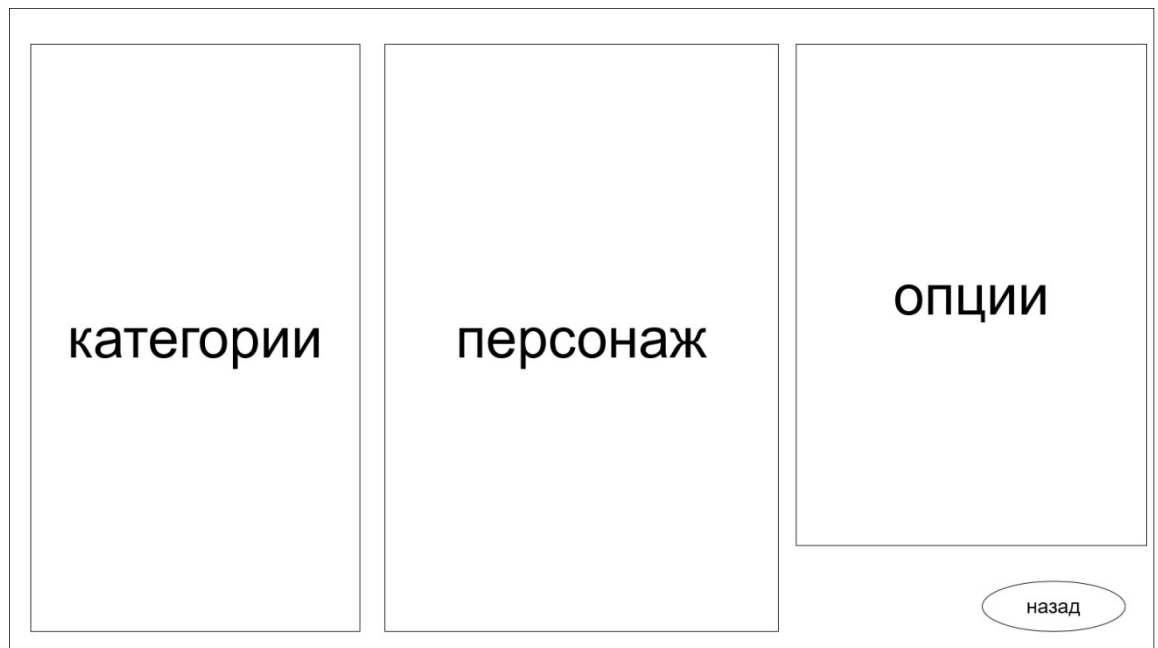 категории
персонаж
опции
назад